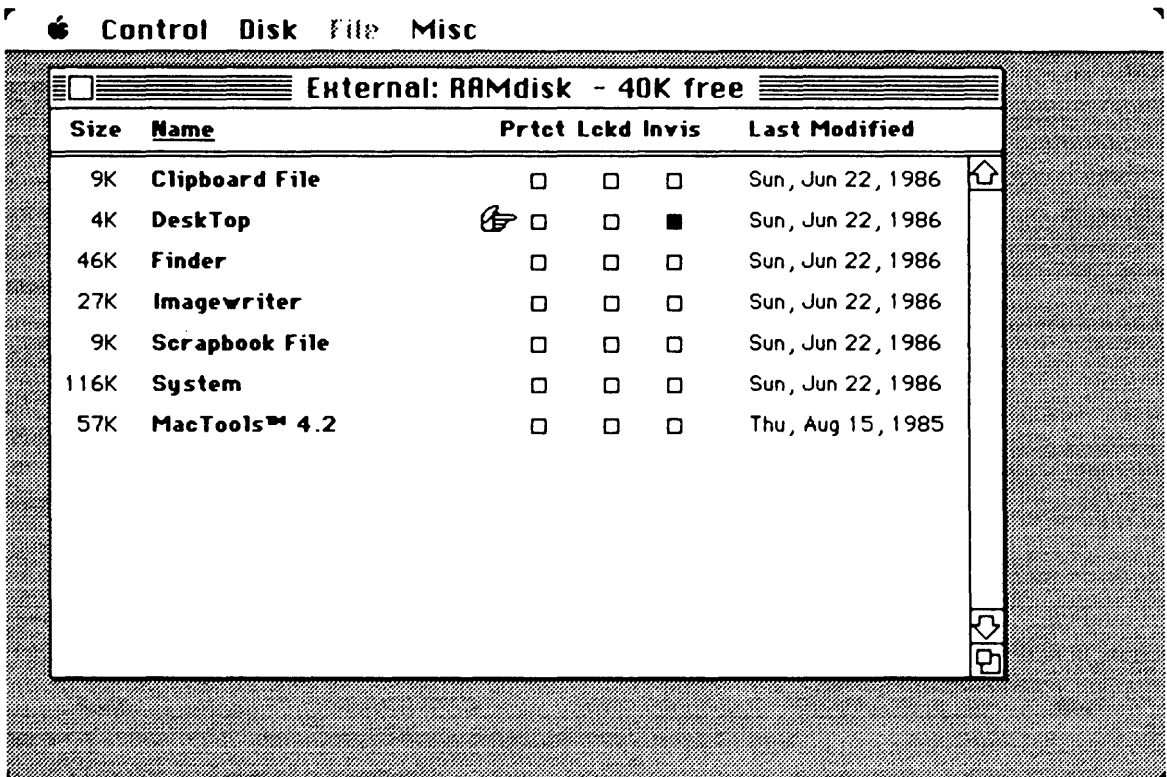 Control Disk File Misc
External: RAMdisk - 40K free
Size Name Prtct Lckd Invis Last Modified
9K Clipboard File Sun, Jun 22, 1986
4K DeskTop Sun, Jun 22, 1986
46K Finder Sun, Jun 22, 1986
27K Imagewriter Sun, Jun 22, 1986
9K Scrapbook File Sun, Jun 22, 1986
116K System Sun, Jun 22, 1986
57K MacTools™ 4.2 Thu, Aug 15, 1985